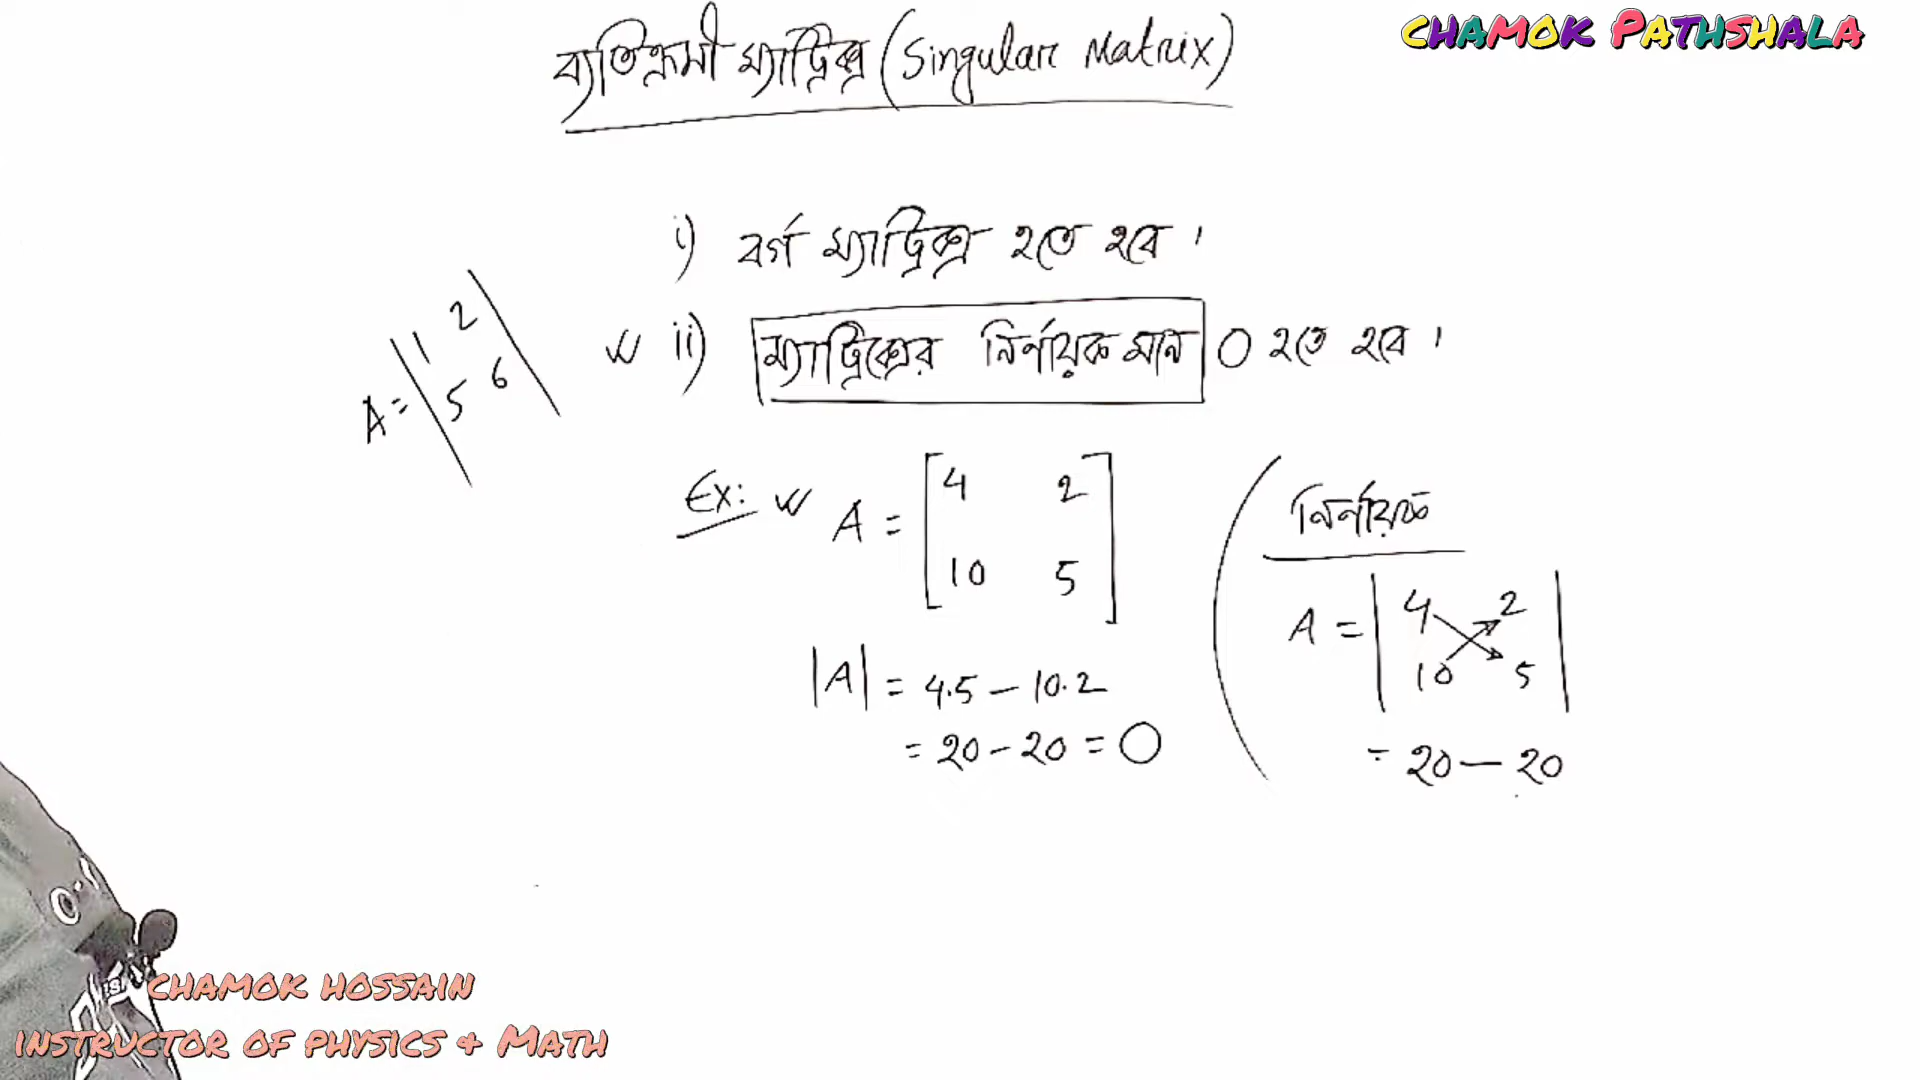 ব্যতিক্রমী ম্যাট্রিক্স (Singular Matrix)
CHAMOK PATHSHALA
i) বর্গ ম্যাট্রিক্স হতে হবে ।
ii) ম্যাট্রিক্সের নির্ণায়ক মান 0 হতে হবে ।
A = | 1 2
5 6 |
Ex: A = [ 4 2
10 5 ]
|A| = 4.5 - 10.2
= 20 - 20 = 0
নির্ণায়ক
A = | 4 2
10 5 |
= 20 - 20
CHAMOK HOSSAIN
INSTRUCTOR OF PHYSICS & MATH